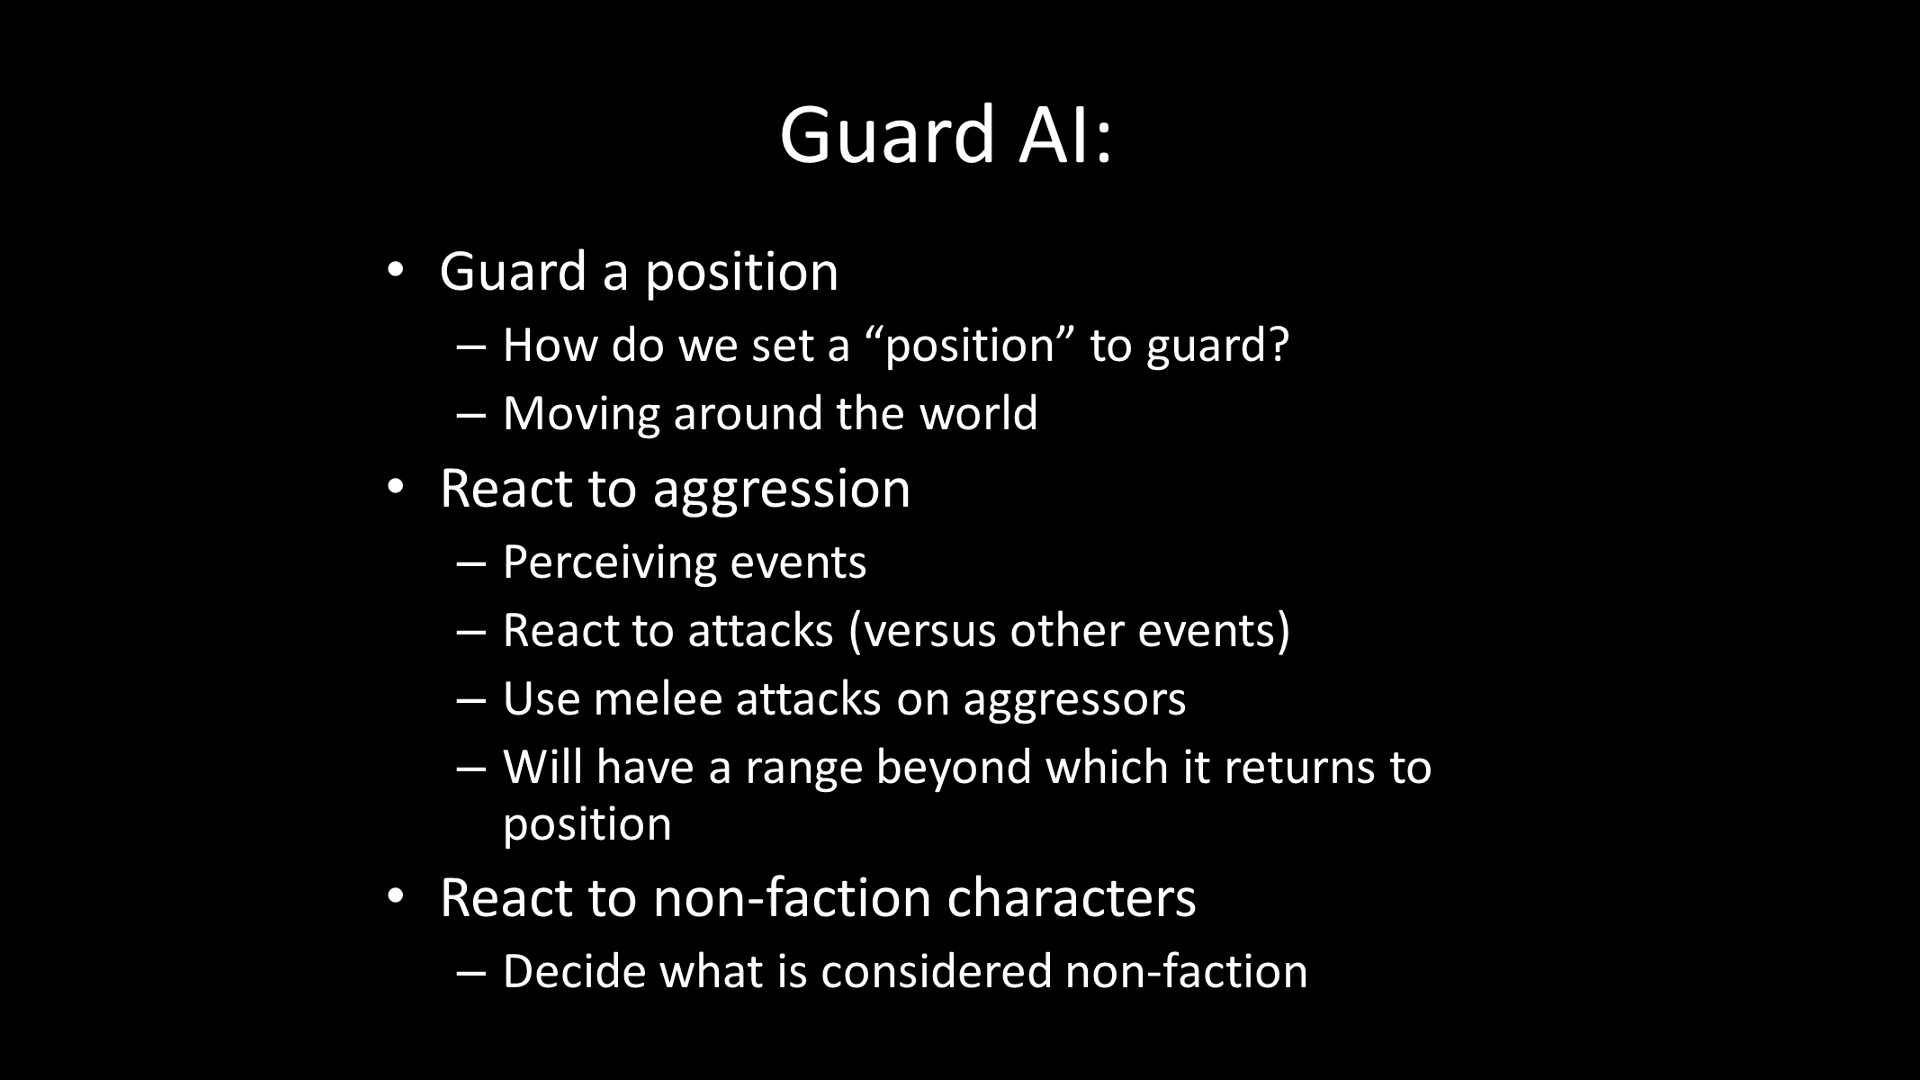 Guard AI:
• Guard a position
– How do we set a “position” to guard?
– Moving around the world
• React to aggression
– Perceiving events
– React to attacks (versus other events)
– Use melee attacks on aggressors
– Will have a range beyond which it returns to
position
• React to non-faction characters
– Decide what is considered non-faction